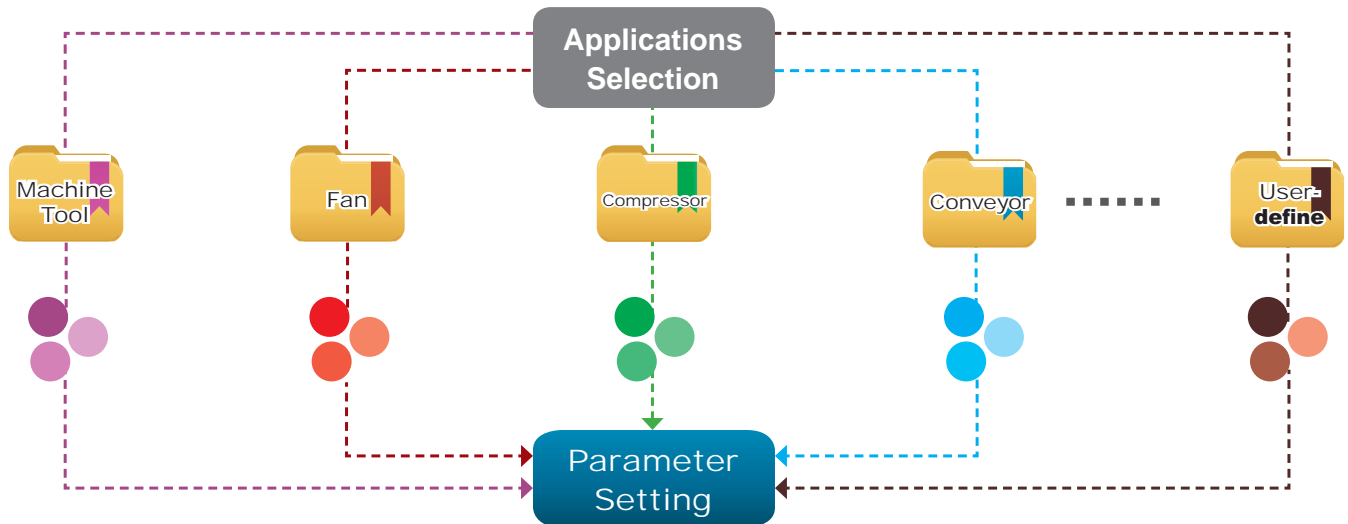 Applications
Selection
Machine
Tool
Fan
Compressor
Conveyor
User-
define
Parameter
Setting